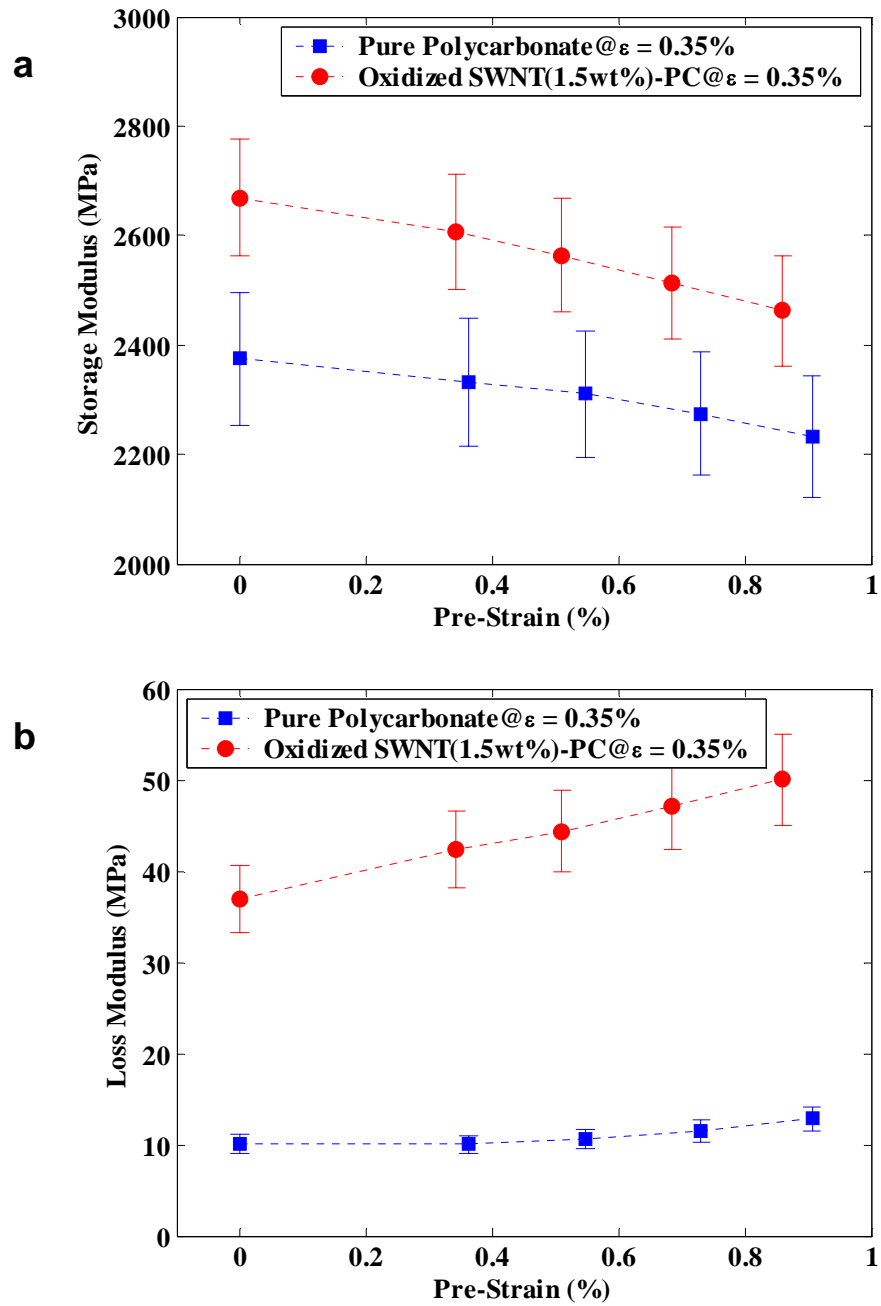 a
3000
Pure Polycarbonate@ε = 0.35%
Oxidized SWNT(1.5wt%)-PC@ε = 0.35%
2800
2600
2400
2200
2000
Storage Modulus (MPa)
0 0.2 0.4 0.6 0.8 1
Pre-Strain (%)
b
60
Pure Polycarbonate@ε = 0.35%
Oxidized SWNT(1.5wt%)-PC@ε = 0.35%
50
40
30
20
10
0
Loss Modulus (MPa)
0 0.2 0.4 0.6 0.8 1
Pre-Strain (%)